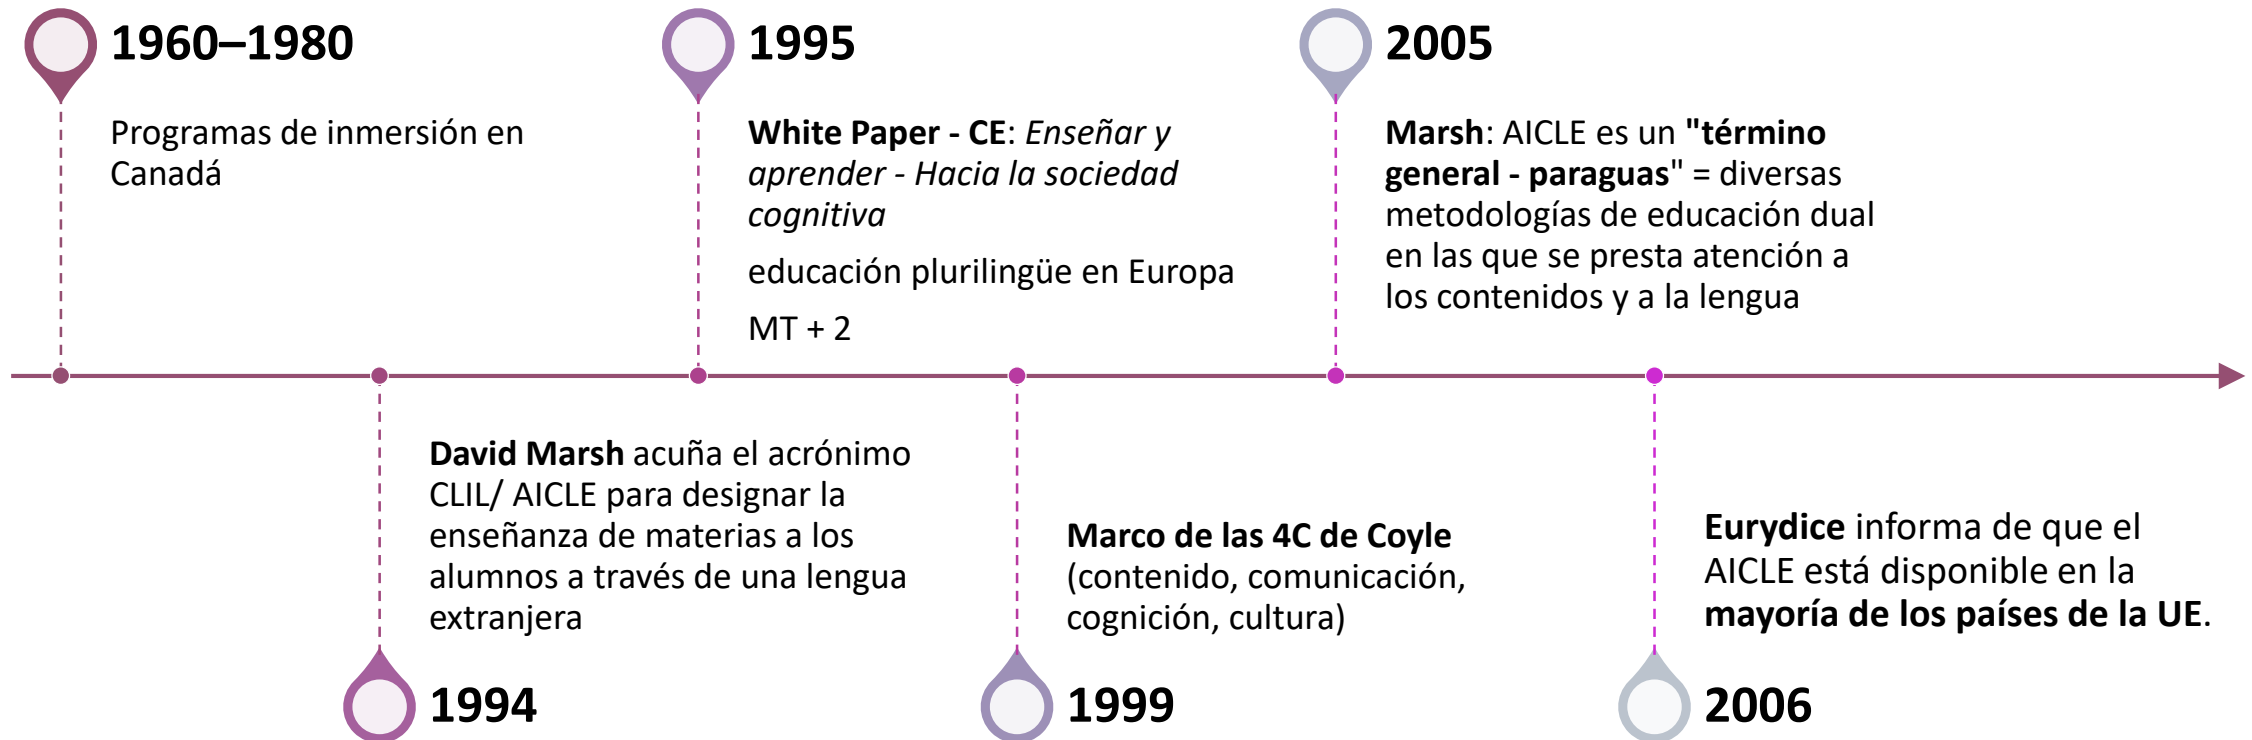 1960–1980
Programas de inmersión en
Canadá
1994
David Marsh acuña el acrónimo
CLIL/ AICLE para designar la
enseñanza de materias a los
alumnos a través de una lengua
extranjera
1995
White Paper - CE: Enseñar y
aprender - Hacia la sociedad
cognitiva
educación plurilingüe en Europa
MT + 2
1999
Marco de las 4C de Coyle
(contenido, comunicación,
cognición, cultura)
2005
Marsh: AICLE es un "término
general - paraguas" = diversas
metodologías de educación dual
en las que se presta atención a
los contenidos y a la lengua
2006
Eurydice informa de que el
AICLE está disponible en la
mayoría de los países de la UE.